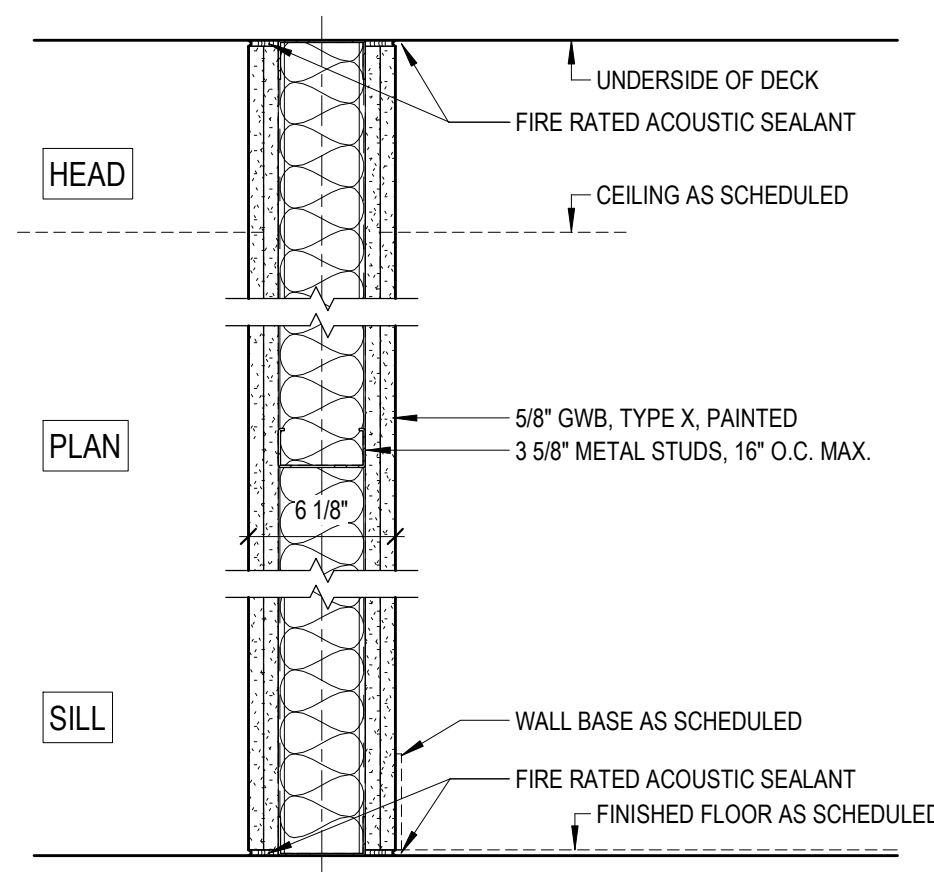 UNDERSIDE OF DECK
FIRE RATED ACOUSTIC SEALANT
HEAD
CEILING AS SCHEDULED
5/8" GWB, TYPE X, PAINTED
PLAN
3 5/8" METAL STUDS, 16" O.C. MAX.
6 1/8"
SILL
WALL BASE AS SCHEDULED
FIRE RATED ACOUSTIC SEALANT
FINISHED FLOOR AS SCHEDULED